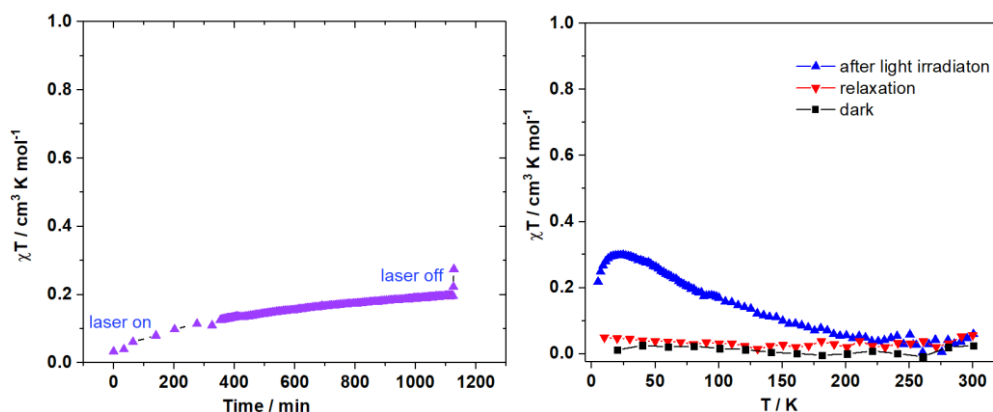 1.0
0.8
0.6
0.4
0.2
0.0
χT / cm³ K mol⁻¹
laser on
laser off
0 200 400 600 800 1000 1200
Time / min
1.0
0.8
0.6
0.4
0.2
0.0
χT / cm³ K mol⁻¹
after light irradiaton
relaxation
dark
0 50 100 150 200 250 300
T / K